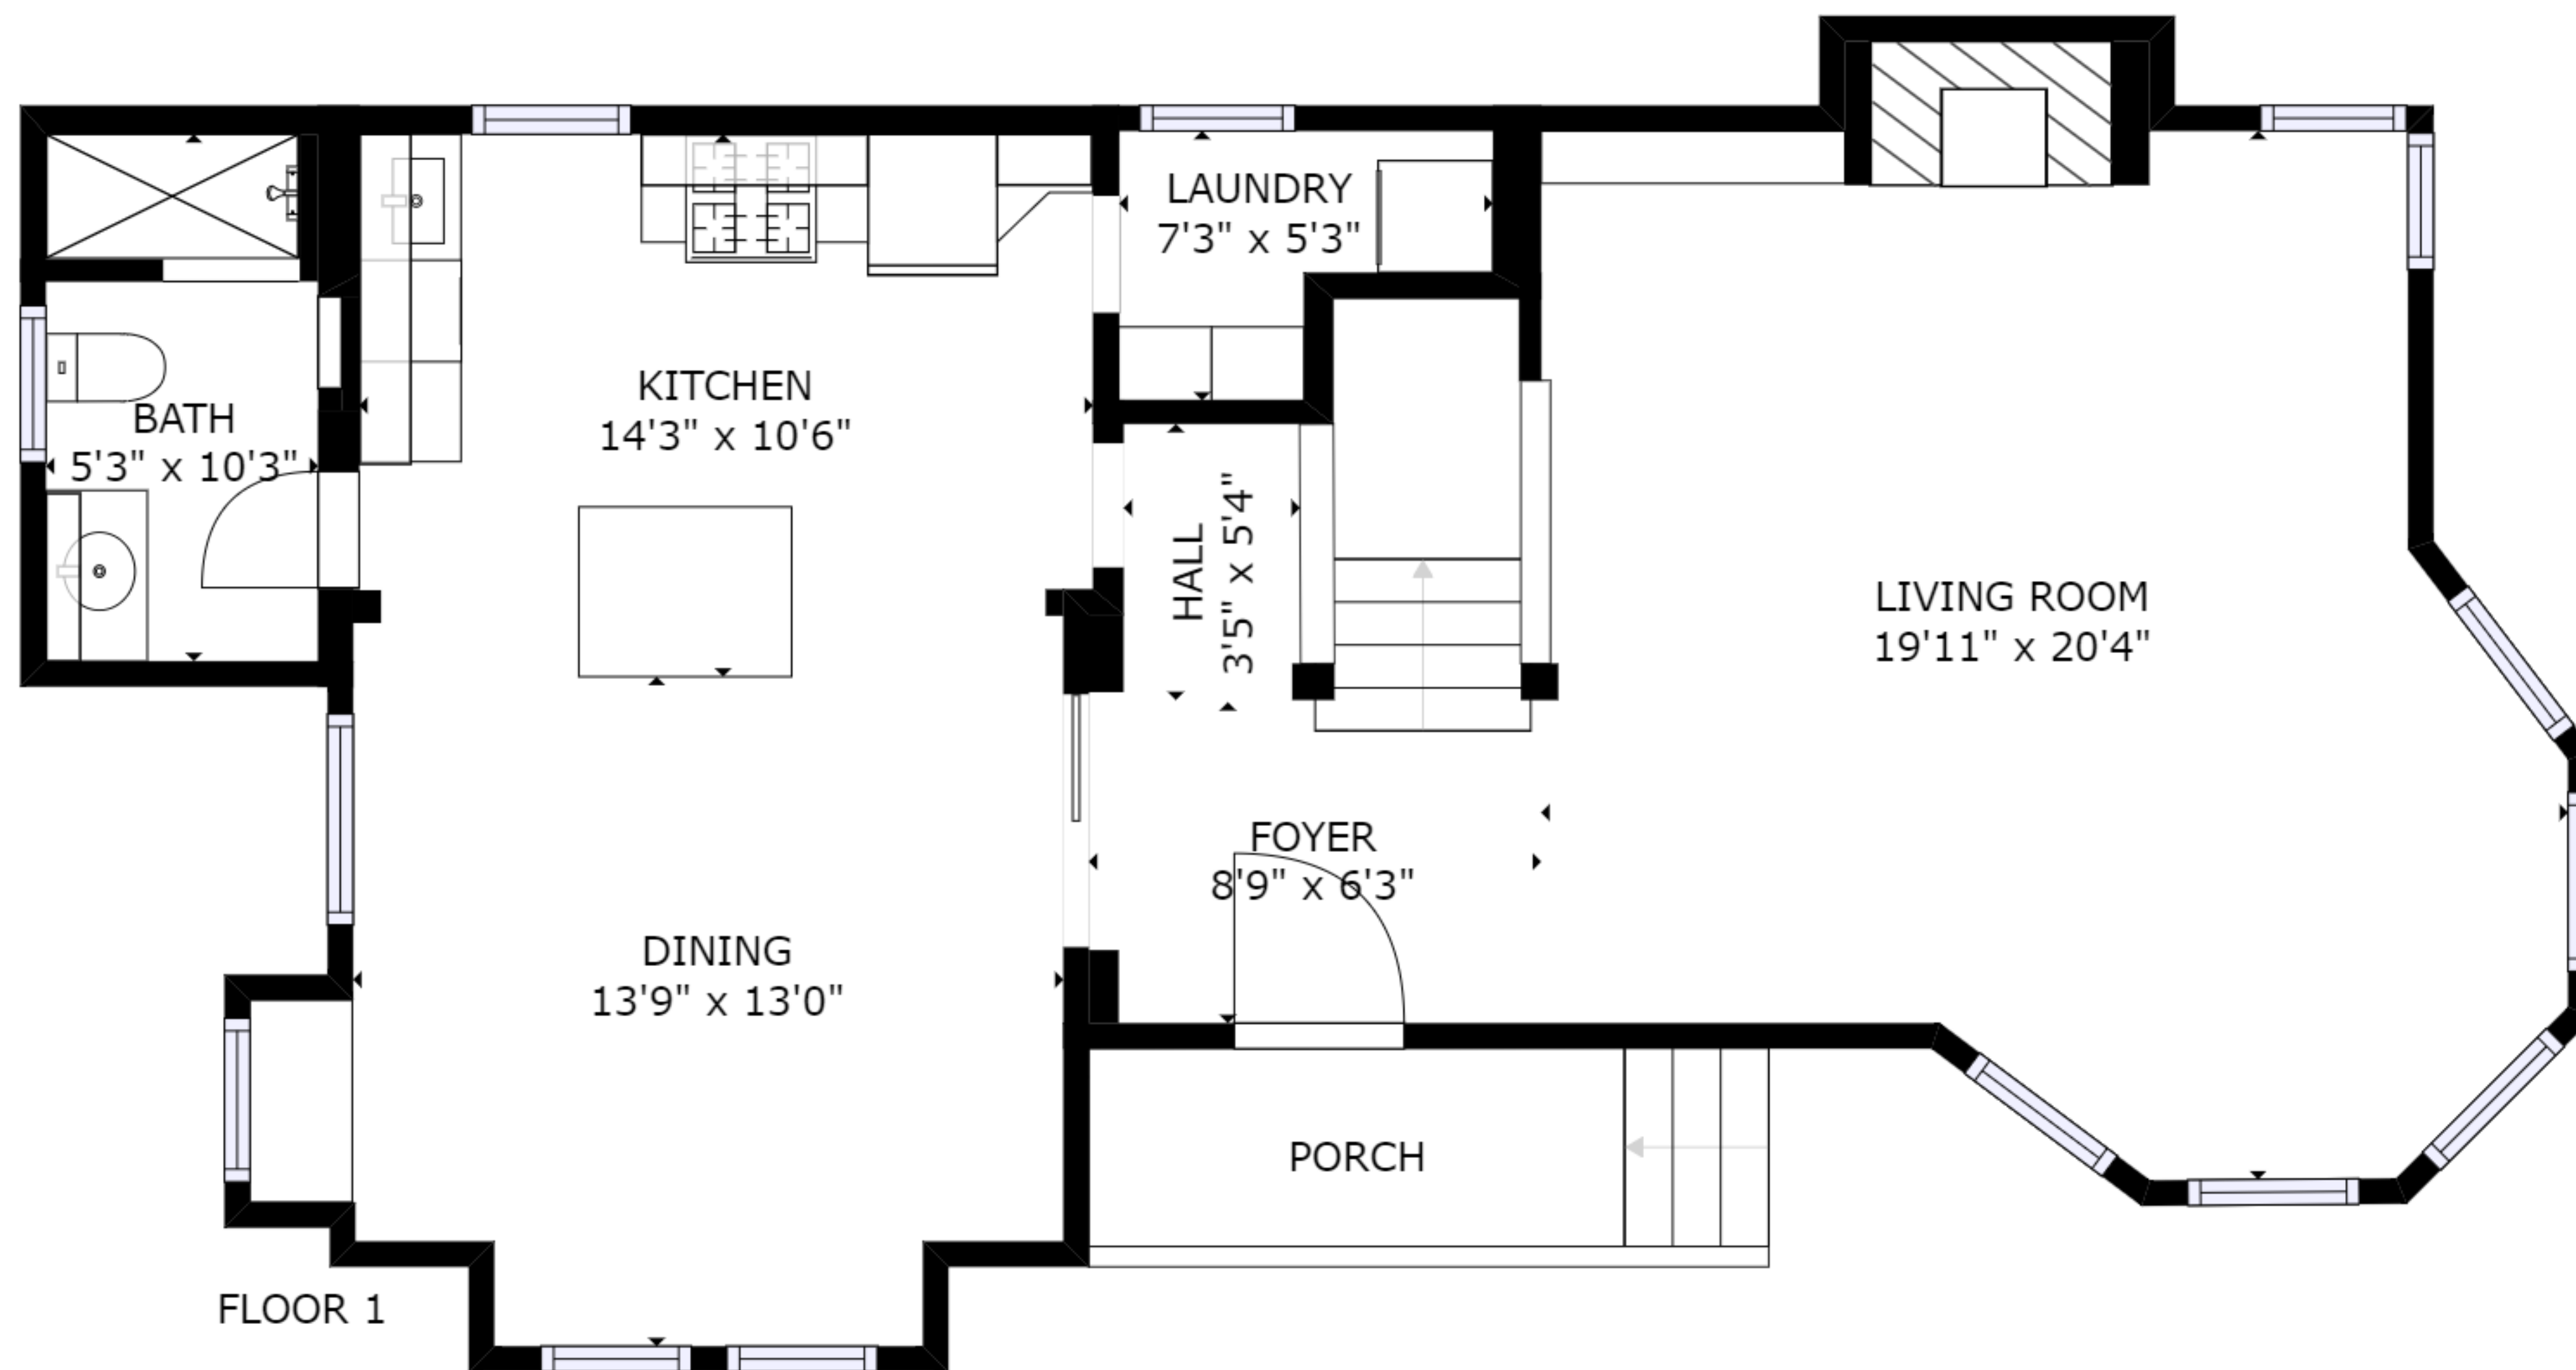 LAUNDRY
7'3" x 5'3"
KITCHEN
14'3" x 10'6"
BATH
5'3" x 10'3"
HALL
3'5" x 5'4"
LIVING ROOM
19'11" x 20'4"
FOYER
8'9" x 6'3"
DINING
13'9" x 13'0"
PORCH
FLOOR 1